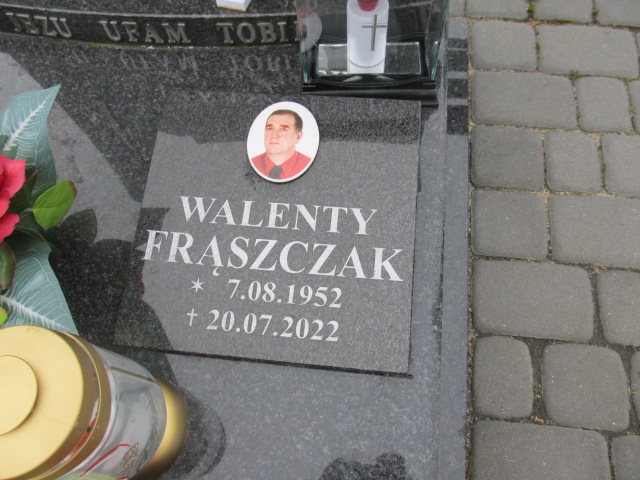 JEZU UFAM TOBIE
WALENTY
FRĄSZCZAK
* 7.08.1952
† 20.07.2022